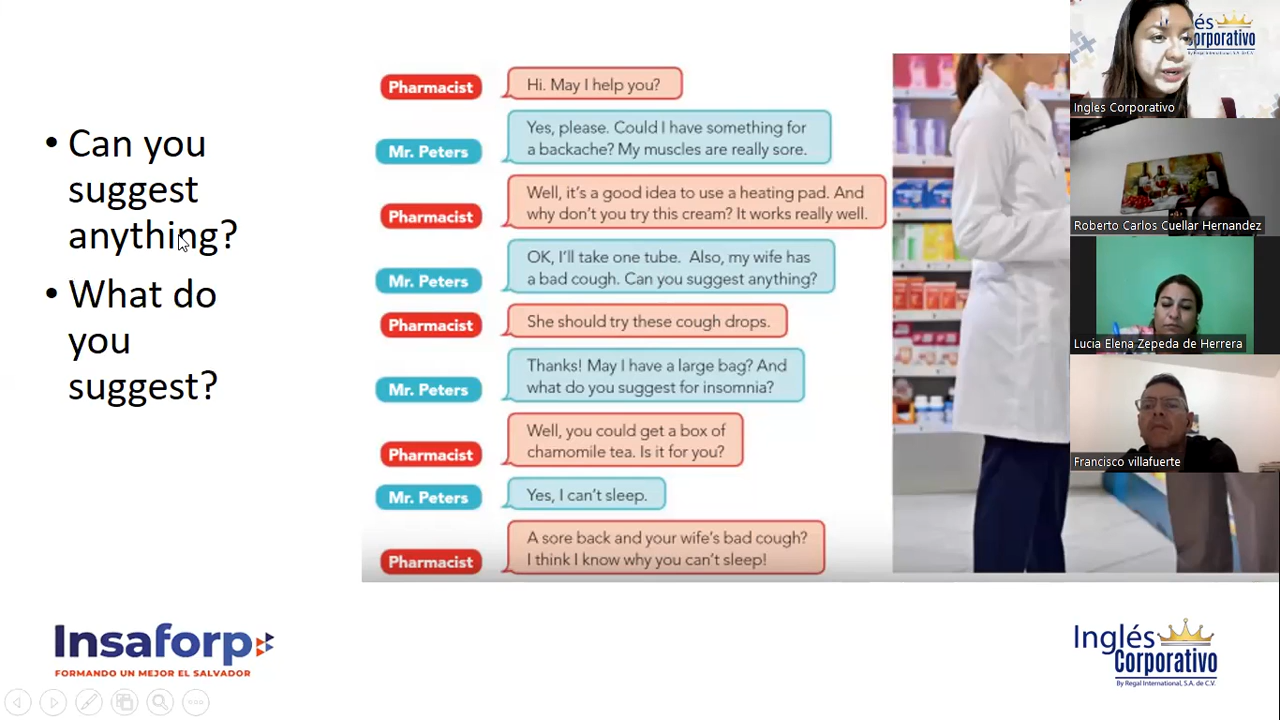 • Can you
suggest
anything?
• What do
you
suggest?
Pharmacist
Hi. May I help you?
Mr. Peters
Yes, please. Could I have something for
a backache? My muscles are really sore.
Pharmacist
Well, it's a good idea to use a heating pad. And
why don't you try this cream? It works really well.
Mr. Peters
OK, I'll take one tube. Also, my wife has
a bad cough. Can you suggest anything?
Pharmacist
She should try these cough drops.
Mr. Peters
Thanks! May I have a large bag? And
what do you suggest for insomnia?
Pharmacist
Well, you could get a box of
chamomile tea. Is it for you?
Mr. Peters
Yes, I can't sleep.
Pharmacist
A sore back and your wife's bad cough?
I think I know why you can't sleep!
Insaforp
FORMANDO UN MEJOR EL SALVADOR
Inglés
Corporativo
By Regal International, S.A. de C.V.
Ingles Corporativo
Roberto Carlos Cuellar Hernandez
Lucia Elena Zepeda de Herrera
Francisco villafuerte